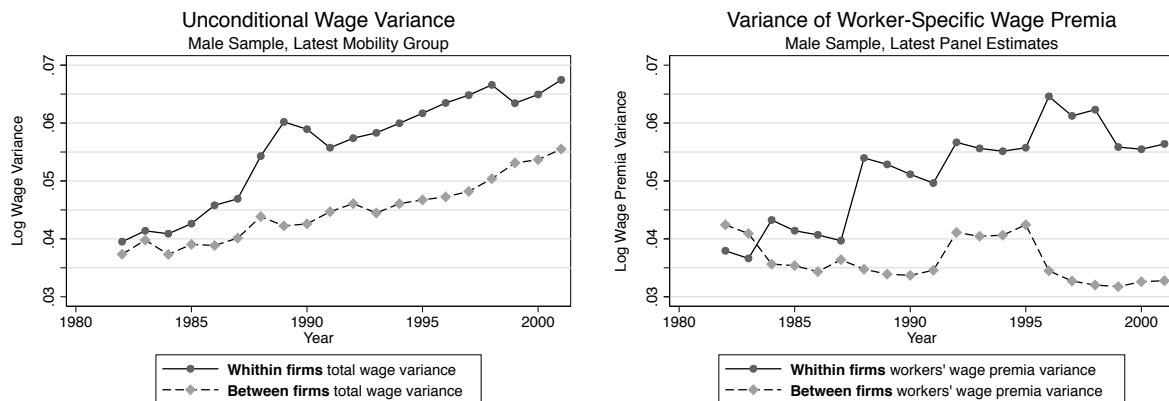 Unconditional Wage Variance
Male Sample, Latest Mobility Group
Log Wage Variance
.07
.06
.05
.04
.03
1980
1985
1990
1995
2000
Year
Whithin firms total wage variance
Between firms total wage variance
Variance of Worker-Specific Wage Premia
Male Sample, Latest Panel Estimates
Log Wage Premia Variance
.07
.06
.05
.04
.03
1980
1985
1990
1995
2000
Year
Whithin firms workers' wage premia variance
Between firms workers' wage premia variance